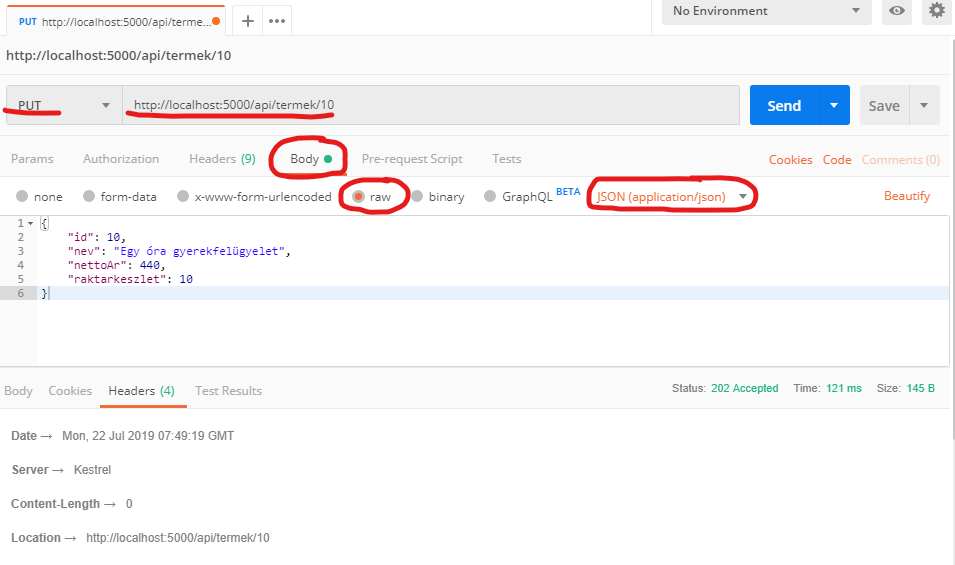 PUT http://localhost:5000/api/terme...
No Environment
http://localhost:5000/api/termek/10
PUT http://localhost:5000/api/termek/10 Send Save
Params Authorization Headers (9) Body Pre-request Script Tests Cookies Code Comments (0)
none form-data x-www-form-urlencoded raw binary GraphQL BETA JSON (application/json) Beautify
1 {
2 "id": 10,
3 "nev": "Egy óra gyerekfelügyelet",
4 "nettoAr": 440,
5 "raktarkeszlet": 10
6 }
Body Cookies Headers (4) Test Results Status: 202 Accepted Time: 121 ms Size: 145 B
Date → Mon, 22 Jul 2019 07:49:19 GMT
Server → Kestrel
Content-Length → 0
Location → http://localhost:5000/api/termek/10